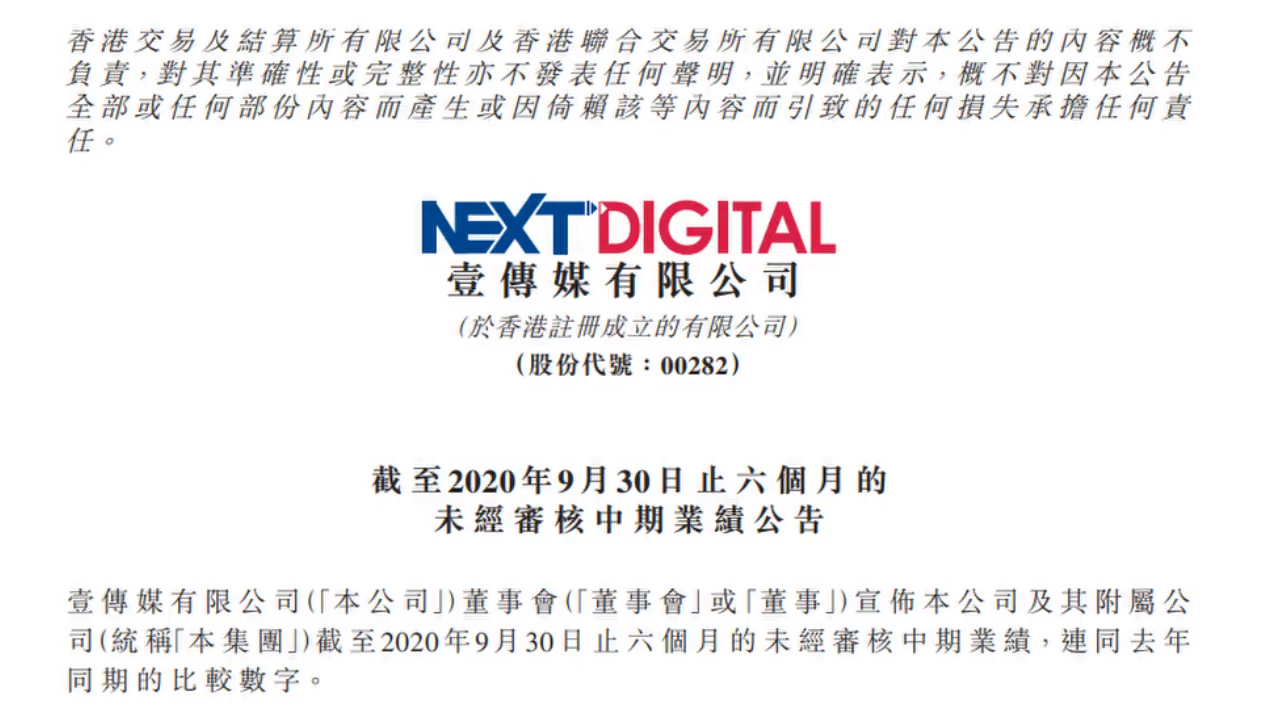 香港交易及結算所有限公司及香港聯合交易所有限公司對本公告的內容概不
負責，對其準確性或完整性亦不發表任何聲明，並明確表示，概不對因本公告
全部或任何部份內容而產生或因倚賴該等內容而引致的任何損失承擔任何責
任。
NEXT DIGITAL
壹傳媒有限公司
(於香港註冊成立的有限公司)
(股份代號：00282)
截至2020年9月30日止六個月的
未經審核中期業績公告
壹傳媒有限公司(「本公司」)董事會(「董事會」或「董事」)宣佈本公司及其附屬公
司(統稱「本集團」)截至2020年9月30日止六個月的未經審核中期業績，連同去年
同期的比較數字。